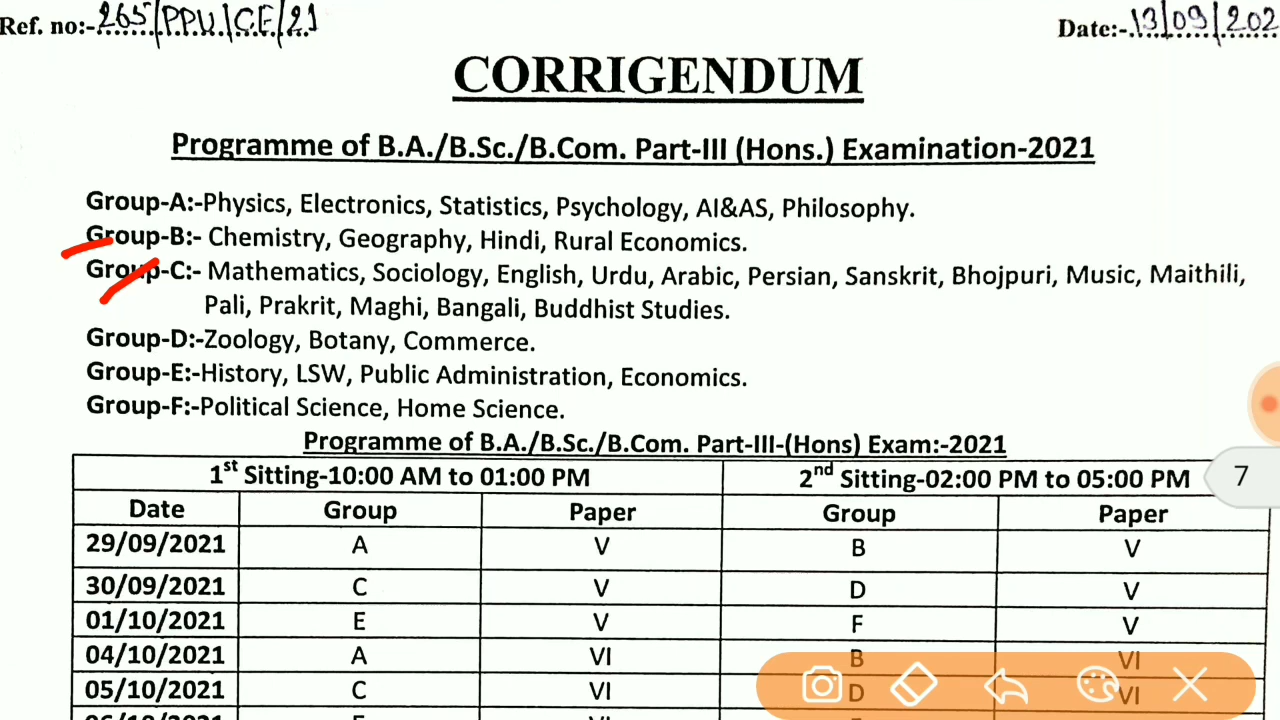 Ref. no:-265/PPU/CE/21 Date:-13/09/202
CORRIGENDUM
Programme of B.A./B.Sc./B.Com. Part-III (Hons.) Examination-2021
Group-A:-Physics, Electronics, Statistics, Psychology, AI&AS, Philosophy.
Group-B:- Chemistry, Geography, Hindi, Rural Economics.
Group-C:- Mathematics, Sociology, English, Urdu, Arabic, Persian, Sanskrit, Bhojpuri, Music, Maithili,
Pali, Prakrit, Maghi, Bangali, Buddhist Studies.
Group-D:-Zoology, Botany, Commerce.
Group-E:-History, LSW, Public Administration, Economics.
Group-F:-Political Science, Home Science.
Programme of B.A./B.Sc./B.Com. Part-III-(Hons) Exam:-2021
1st Sitting-10:00 AM to 01:00 PM 2nd Sitting-02:00 PM to 05:00 PM 7
Date Group Paper Group Paper
29/09/2021 A V B V
30/09/2021 C V D V
01/10/2021 E V F V
04/10/2021 A VI B VI
05/10/2021 C VI D VI